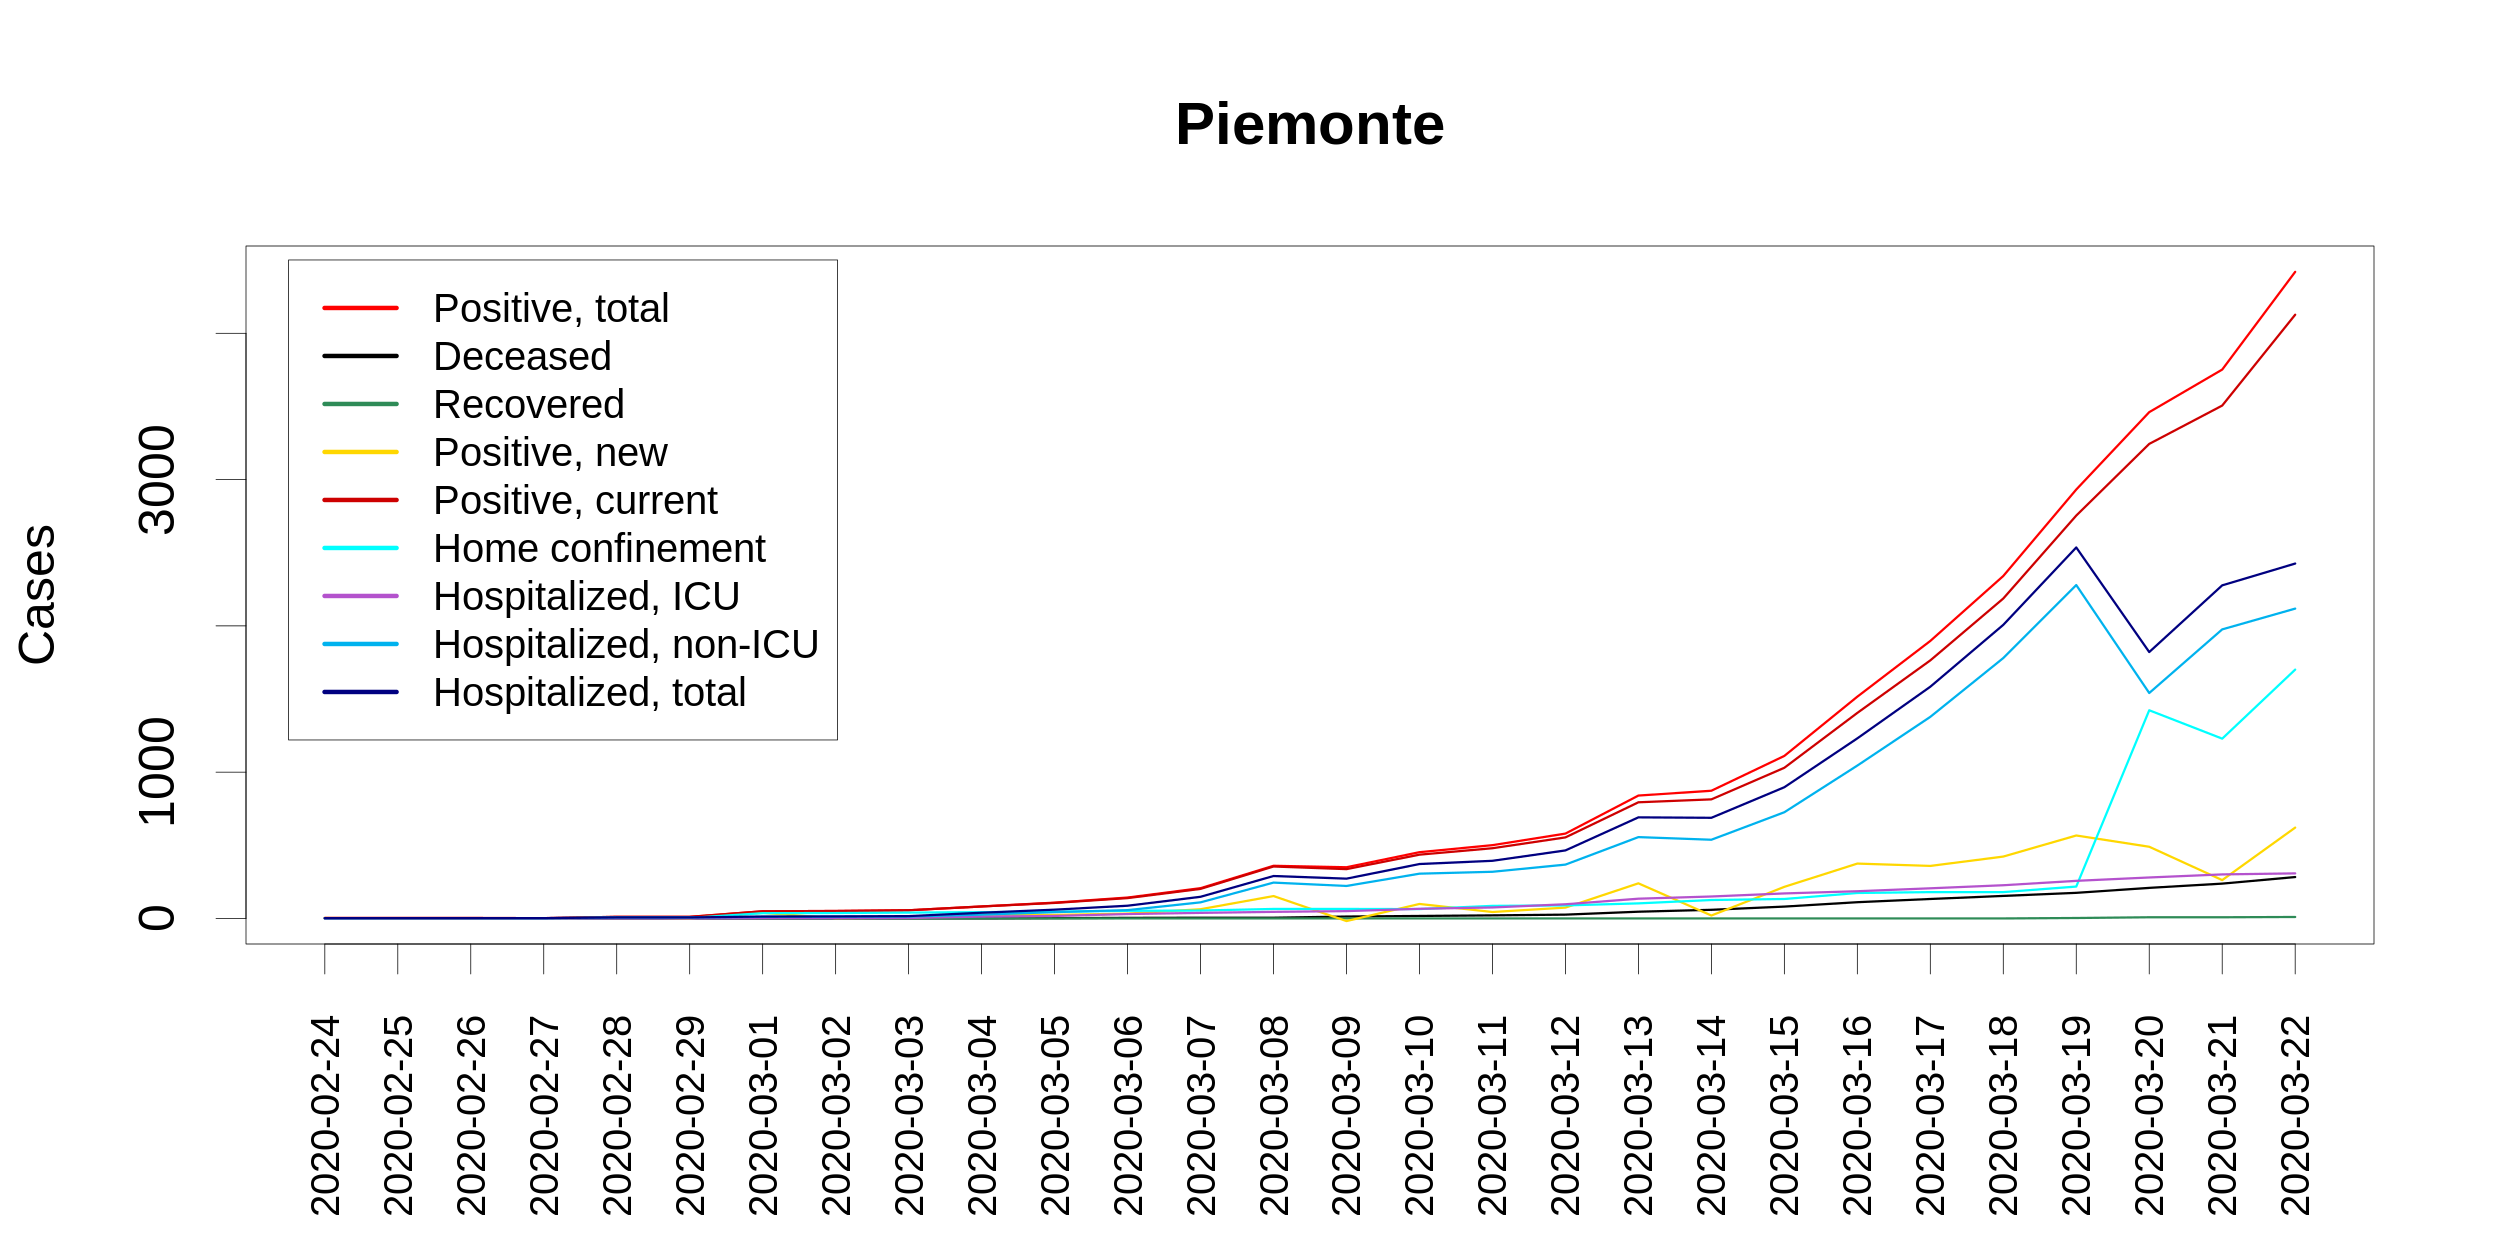 Piemonte
Positive, total
Deceased
Recovered
Positive, new
Positive, current
Home confinement
Hospitalized, ICU
Hospitalized, non-ICU
Hospitalized, total
Cases
3000
1000
0
2020-02-24
2020-02-25
2020-02-26
2020-02-27
2020-02-28
2020-02-29
2020-03-01
2020-03-02
2020-03-03
2020-03-04
2020-03-05
2020-03-06
2020-03-07
2020-03-08
2020-03-09
2020-03-10
2020-03-11
2020-03-12
2020-03-13
2020-03-14
2020-03-15
2020-03-16
2020-03-17
2020-03-18
2020-03-19
2020-03-20
2020-03-21
2020-03-22